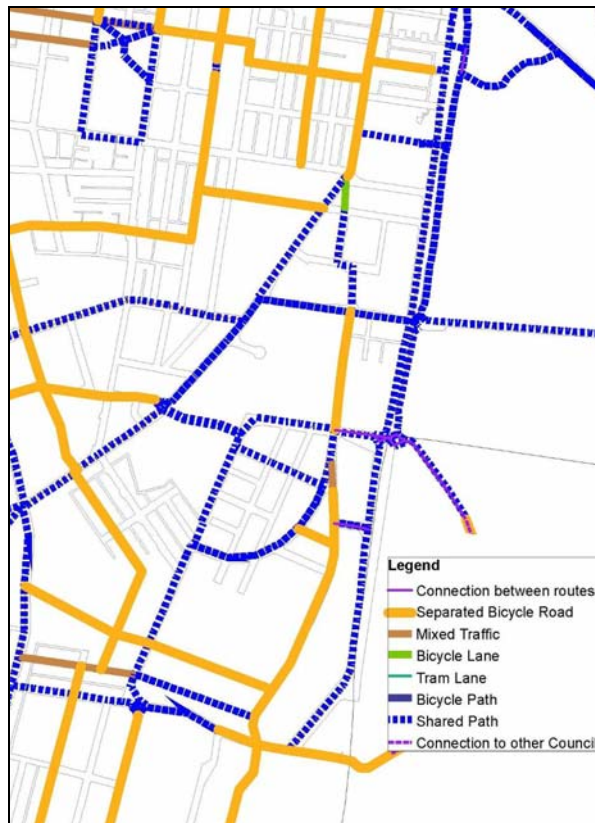 Legend
Connection between routes
Separated Bicycle Road
Mixed Traffic
Bicycle Lane
Tram Lane
Bicycle Path
Shared Path
Connection to other Council